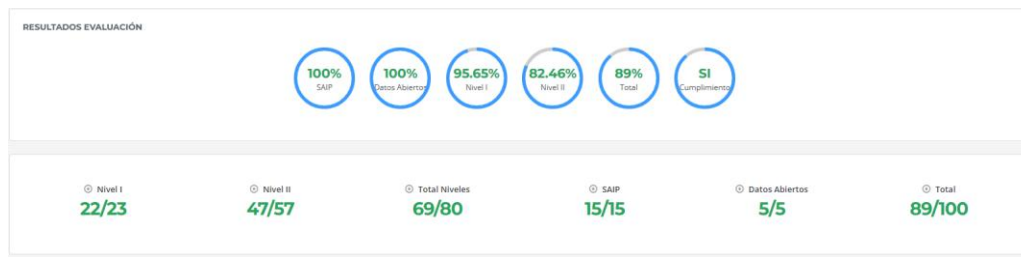 RESULTADOS EVALUACIÓN
100% 100% 95.65% 82.46% 89% SI
SAIP Datos Abiertos Nivel I Nivel II Total Cumplimiento
Nivel I Nivel II Total Niveles SAIP Datos Abiertos Total
22/23 47/57 69/80 15/15 5/5 89/100